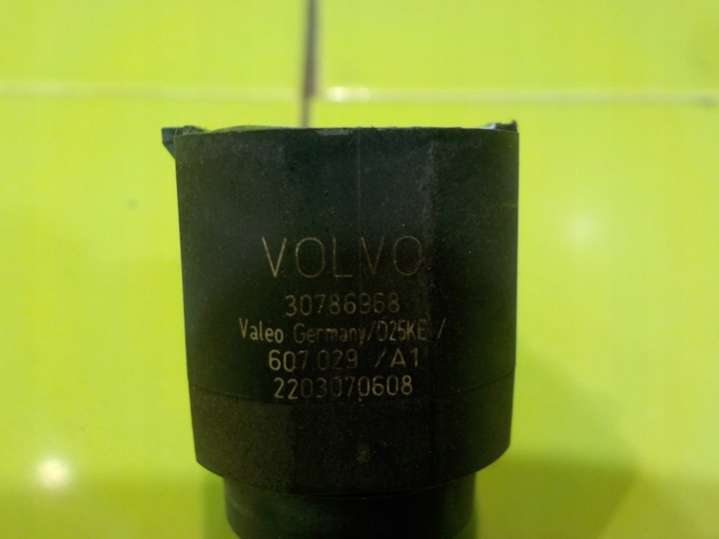 VOLVO
30786968
Valeo Germany/D25KE /
607.029 /A1
2203070608